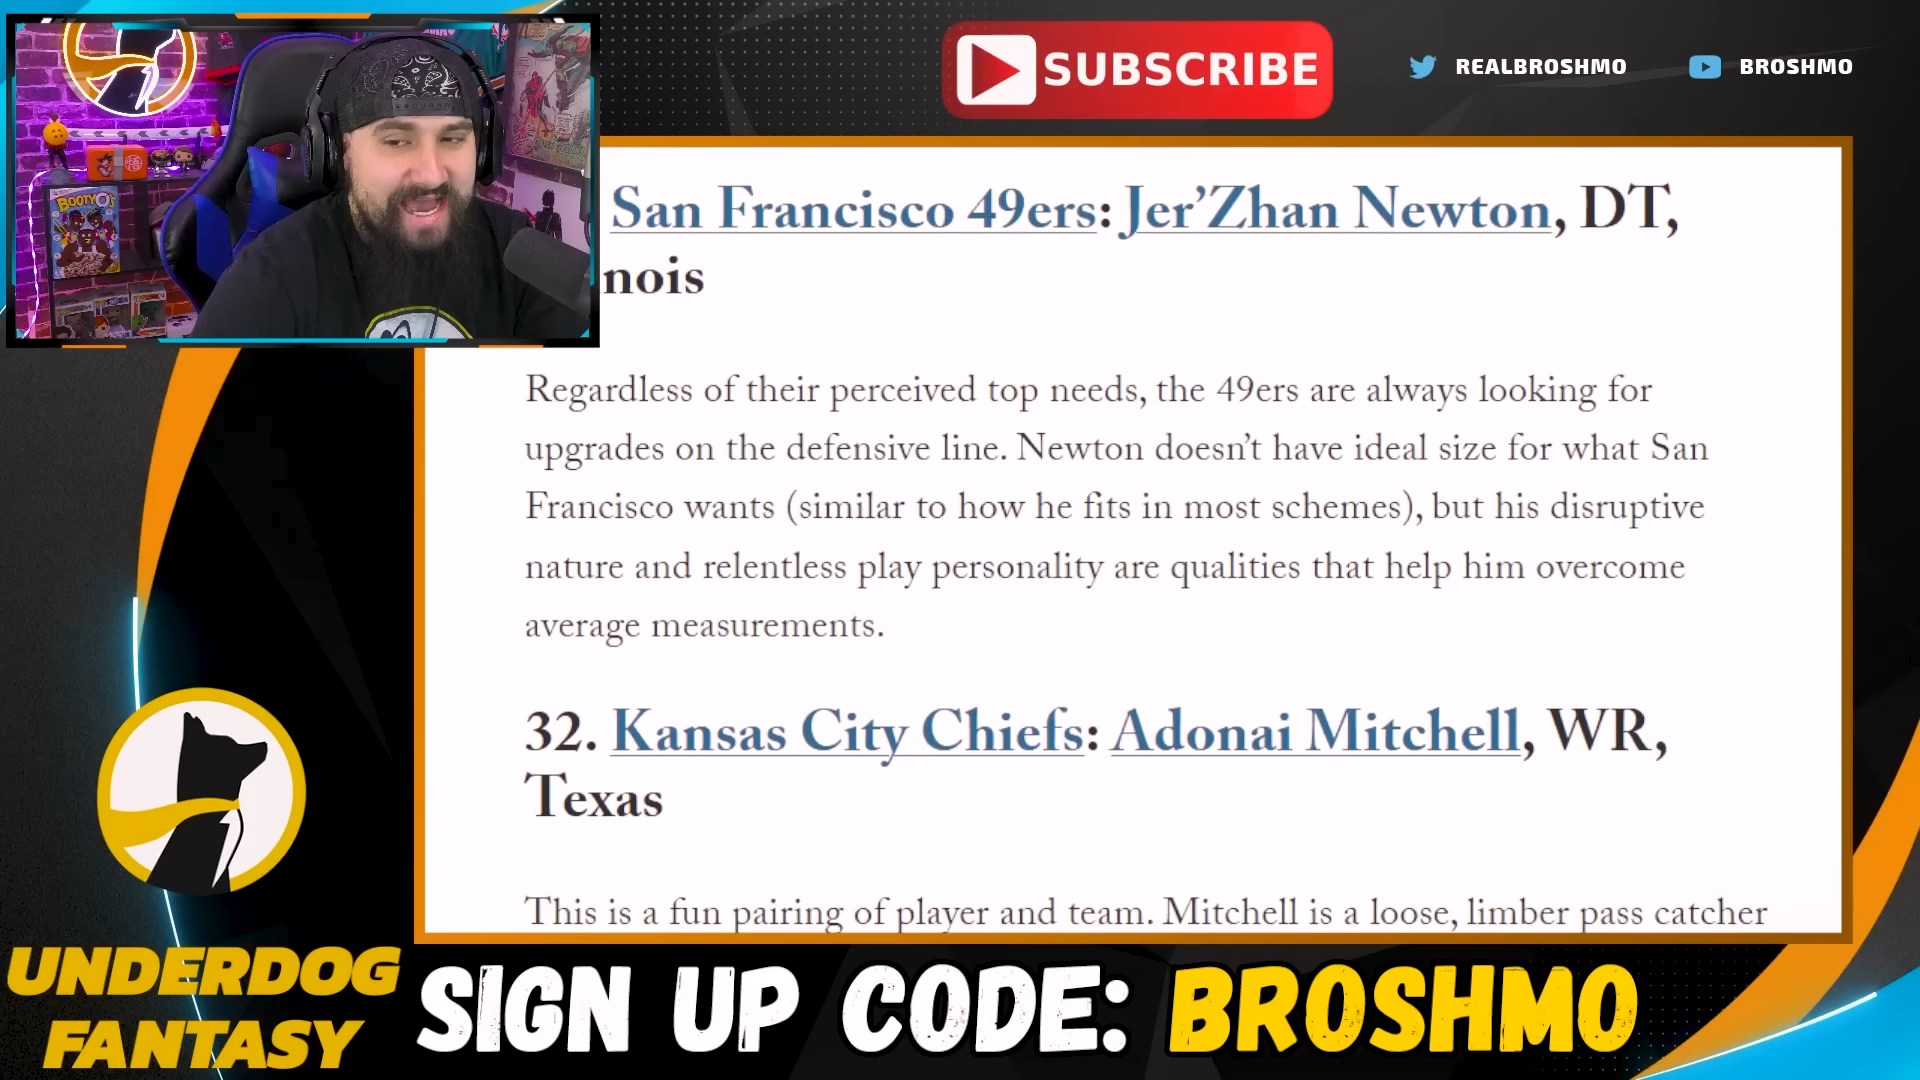 SUBSCRIBE
REALBROSHMO
BROSHMO
BOOTYO'S
San Francisco 49ers: Jer’Zhan Newton, DT,
nois
Regardless of their perceived top needs, the 49ers are always looking for
upgrades on the defensive line. Newton doesn’t have ideal size for what San
Francisco wants (similar to how he fits in most schemes), but his disruptive
nature and relentless play personality are qualities that help him overcome
average measurements.
32. Kansas City Chiefs: Adonai Mitchell, WR,
Texas
This is a fun pairing of player and team. Mitchell is a loose, limber pass catcher
UNDERDOG
FANTASY
SIGN UP CODE: BROSHMO